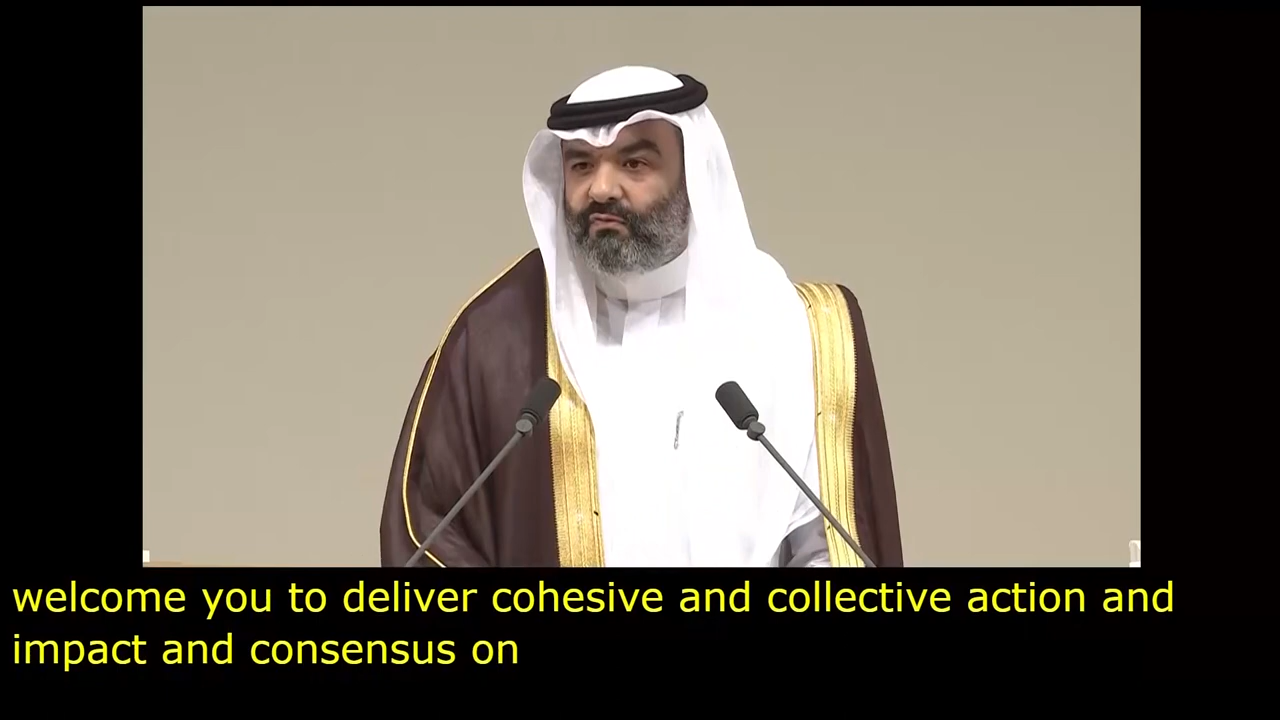 welcome you to deliver cohesive and collective action and
impact and consensus on